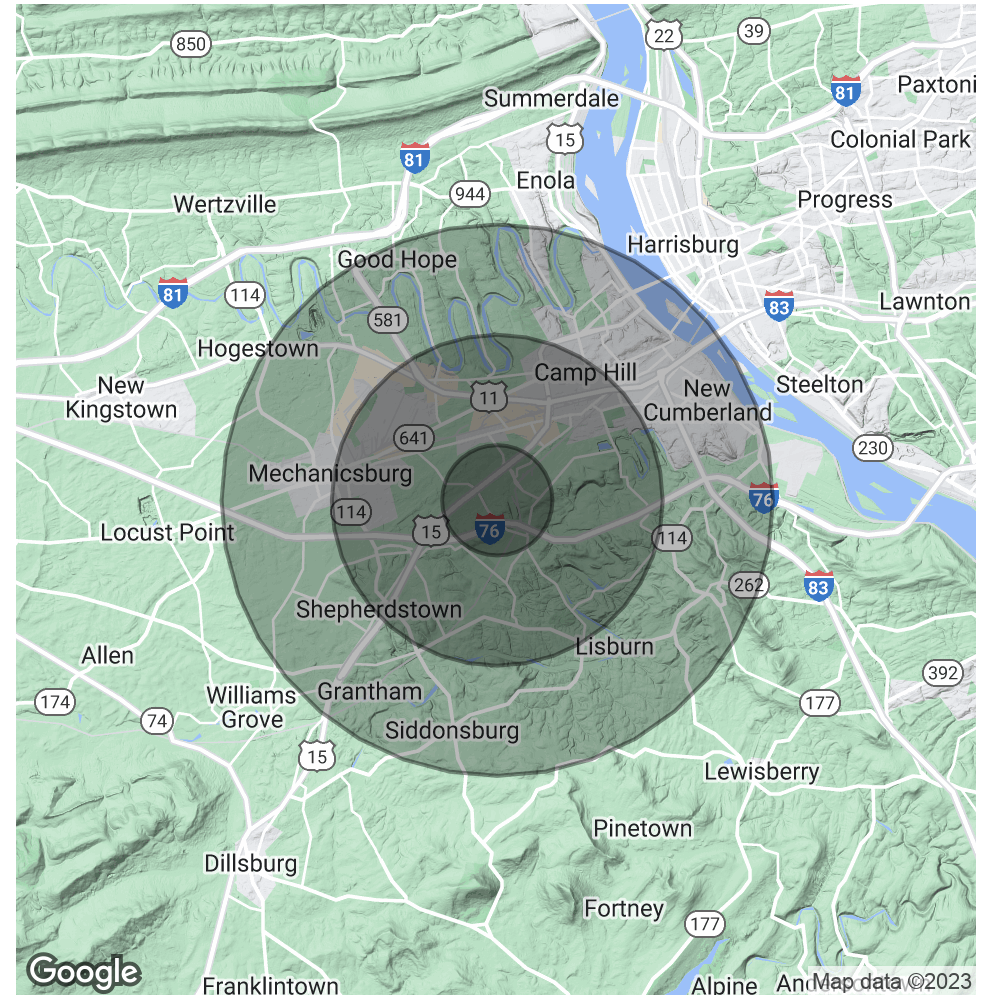 850
22
39
81
Paxtoni
Summerdale
Colonial Park
15
81
Enola
944
Wertzville
Progress
Harrisburg
Good Hope
81
114
83
Lawnton
581
Hogestown
Camp Hill
New
Kingstown
11
New
Cumberland
Steelton
641
230
Mechanicsburg
76
114
15
76
114
Locust Point
262
83
Shepherdstown
Lisburn
Allen
392
174
Williams
Grove
Grantham
177
74
Siddonsburg
15
Lewisberry
Pinetown
Dillsburg
Fortney
177
Google
Franklintown
Alpine
Map data ©2023